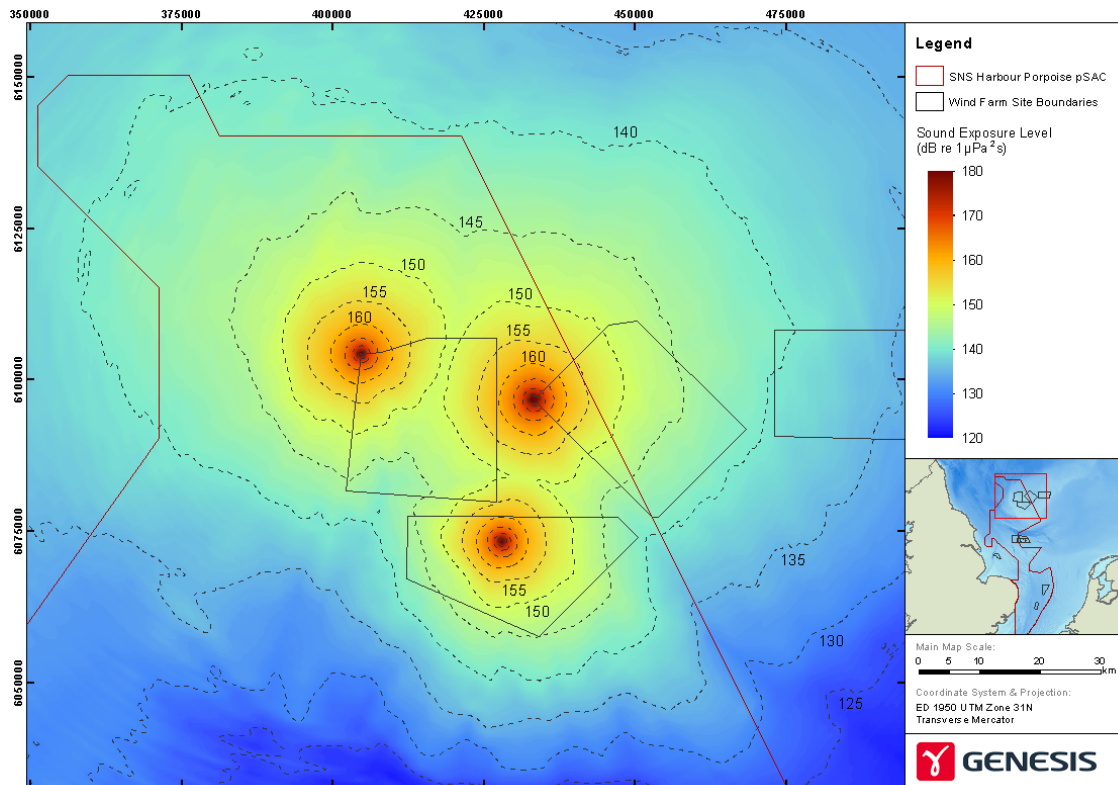 350000 375000 400000 425000 450000 475000
6150000
6125000
6100000
6075000
6050000
140
145
150
155
160
150
155
160
155
150
135
130
125
Legend
SNS Harbour Porpoise pSAC
Wind Farm Site Boundaries
Sound Exposure Level
(dB re 1µPa²s)
180
170
160
150
140
130
120
Main Map Scale:
0 5 10 20 30
km
Coordinate System & Projection:
ED 1950 UTM Zone 31N
Transverse Mercator
GENESIS